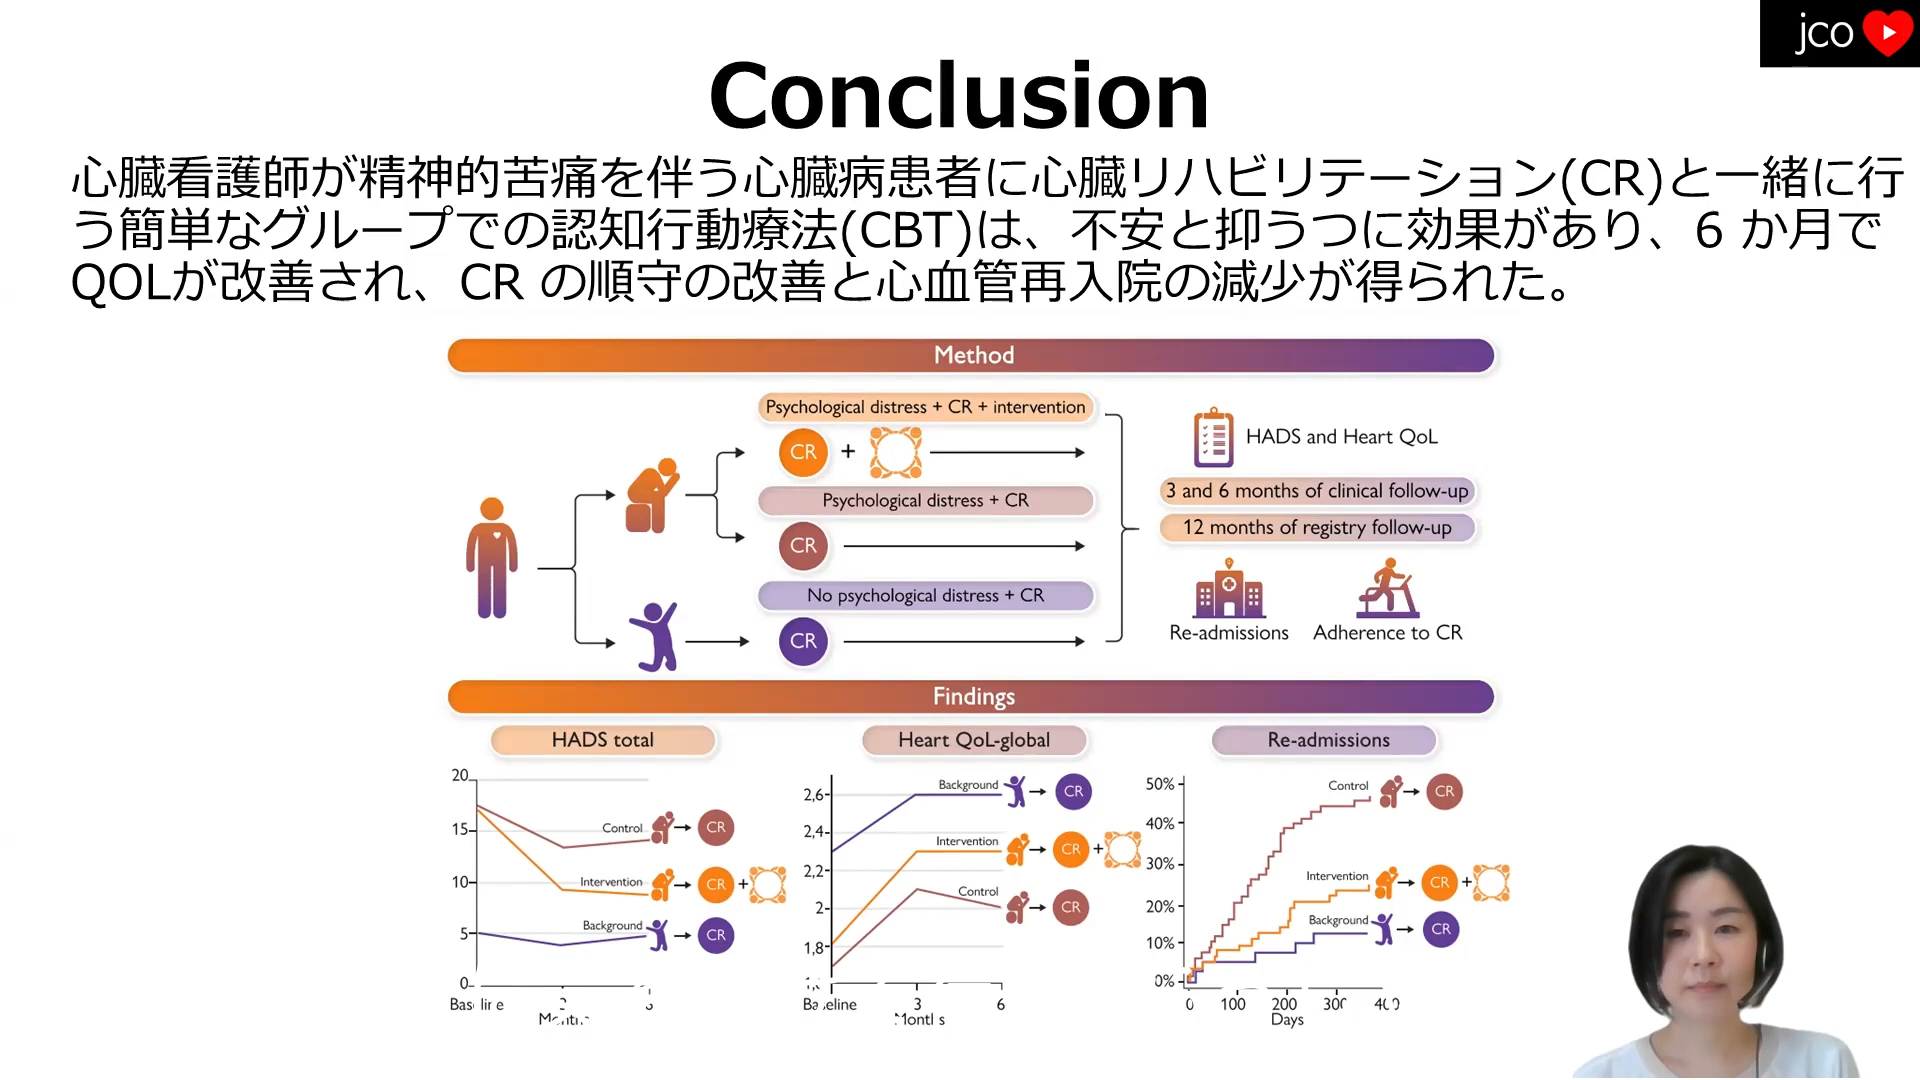 jco
Conclusion
心臓看護師が精神的苦痛を伴う心臓病患者に心臓リハビリテーション(CR)と一緒に行
う簡単なグループでの認知行動療法(CBT)は、不安と抑うつに効果があり、6 か月で
QOLが改善され、CR の順守の改善と心血管再入院の減少が得られた。
Method
Psychological distress + CR + intervention
CR +
Psychological distress + CR
CR
No psychological distress + CR
CR
HADS and Heart QoL
3 and 6 months of clinical follow-up
12 months of registry follow-up
Re-admissions
Adherence to CR
Findings
HADS total
20
15
10
5
0
Control
CR
Intervention
CR +
Background
CR
Heart QoL-global
2,6
2,4
2,2
2
1,8
Background
CR
Intervention
CR +
Control
CR
Baseline 3 6
Re-admissions
50%
40%
30%
20%
10%
0%
Control
CR
Intervention
CR +
Background
CR
0 100 200 300 400
Days